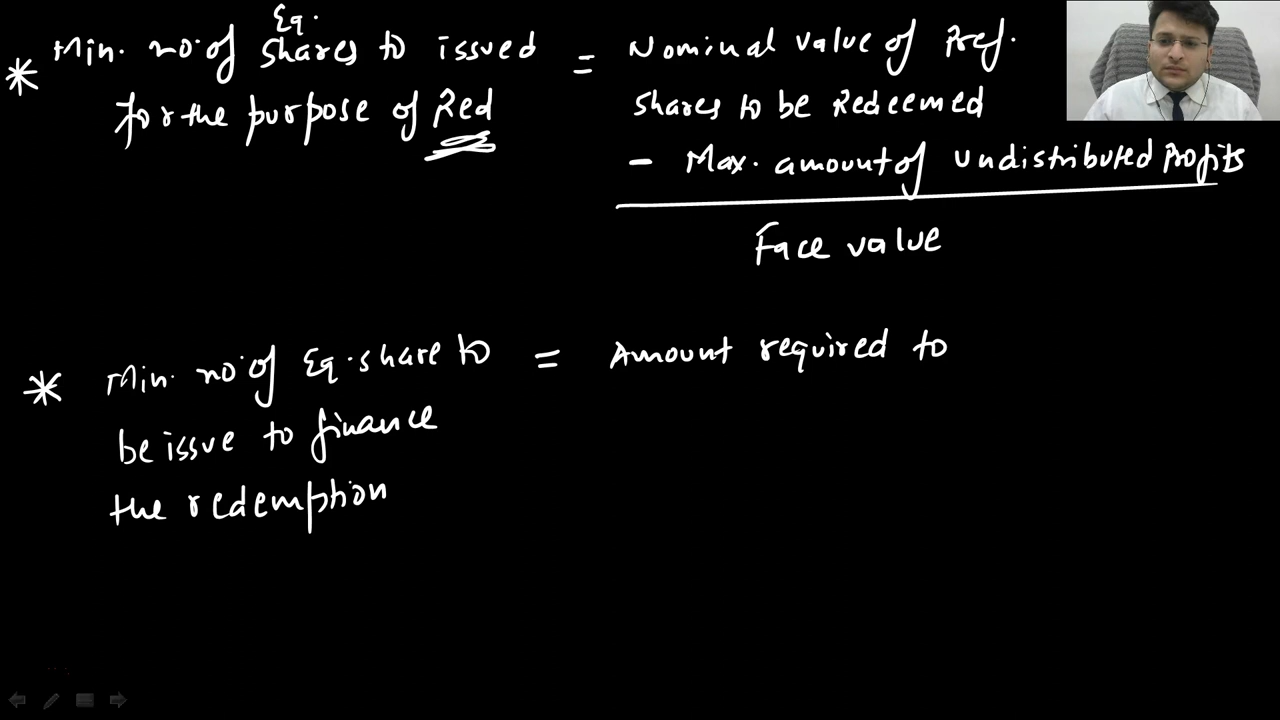 Eq.
* Min. no. of shares to issued = Nominal value of Pref.
for the purpose of Red shares to be Redeemed
- Max. amount of undistributed Profits
Face value
* Min. no. of Eq. share to = Amount required to
be issue to finance
the redemption